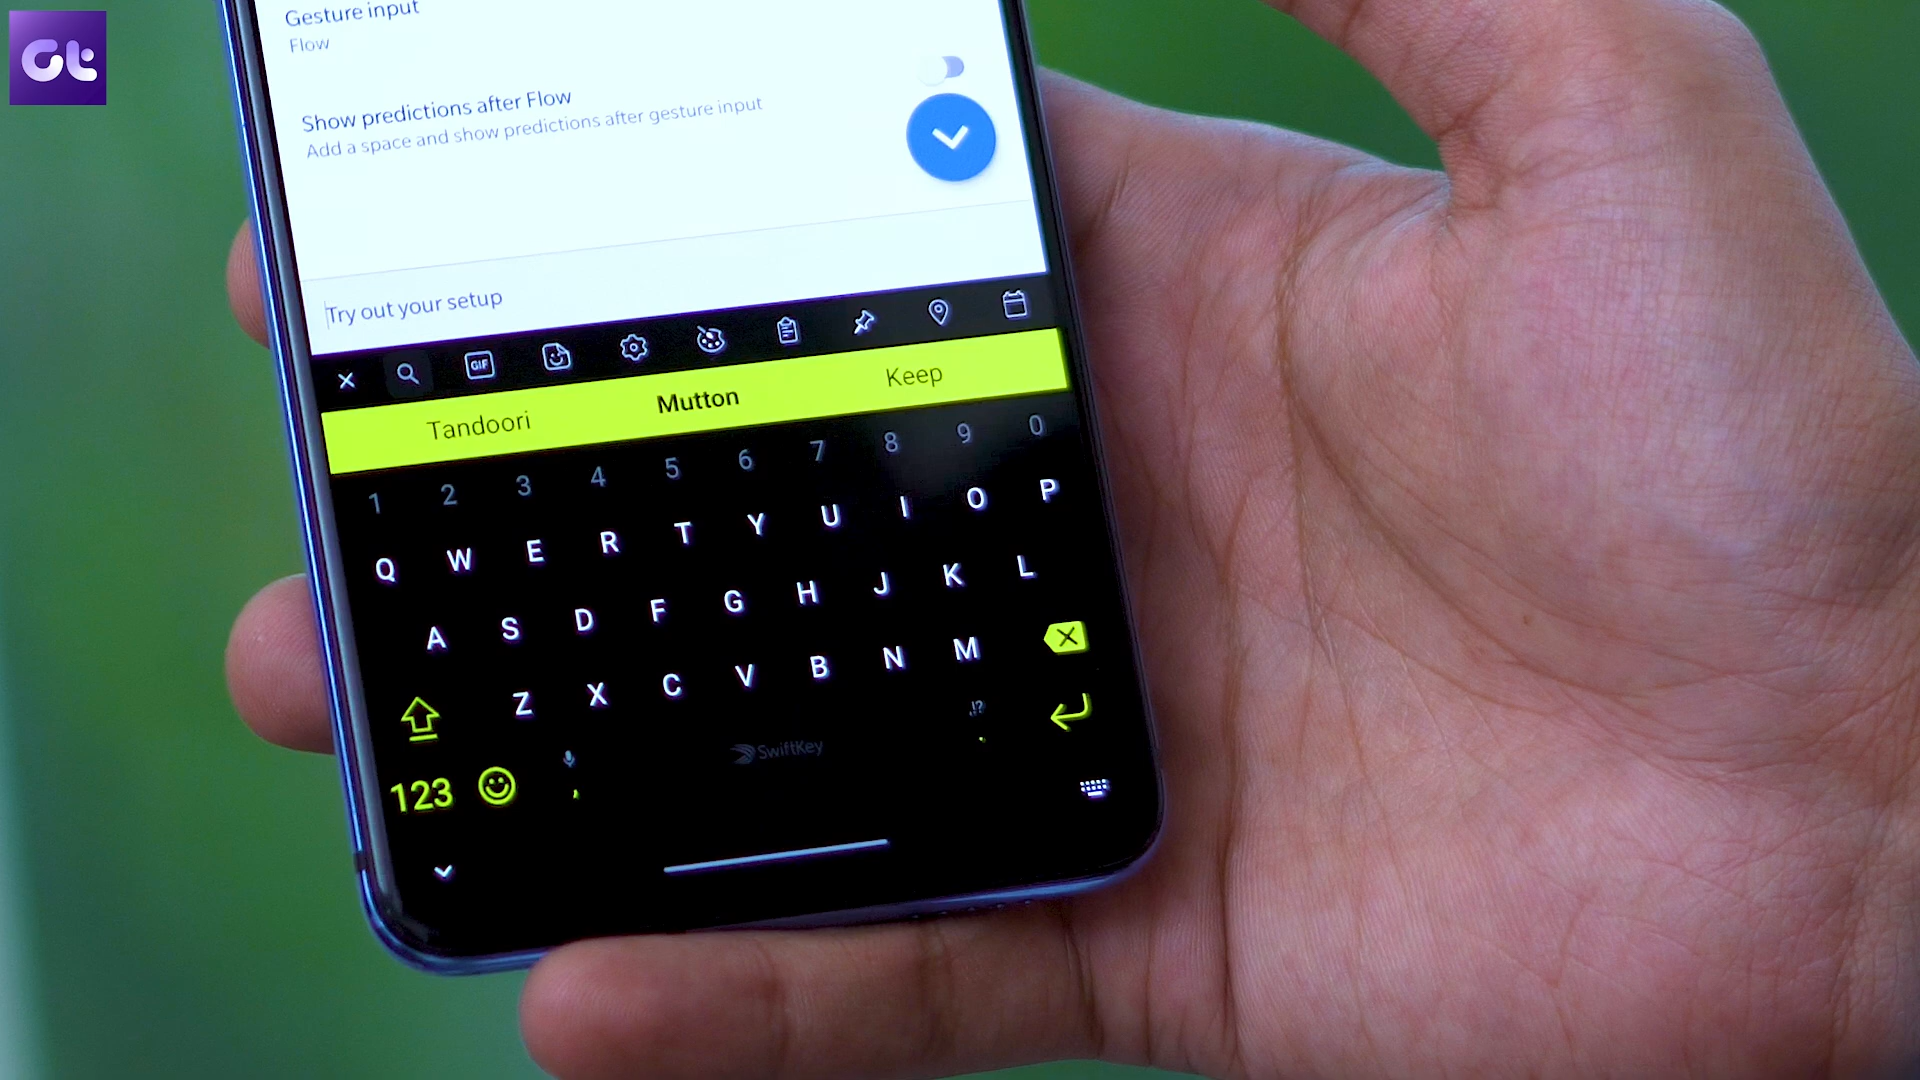 Gt
Gesture input
Flow
Show predictions after Flow
Add a space and show predictions after gesture input
Try out your setup
GIF
Tandoori Mutton Keep
1 2 3 4 5 6 7 8 9 0
Q W E R T Y U I O P
A S D F G H J K L
Z X C V B N M
123 , SwiftKey .!? .